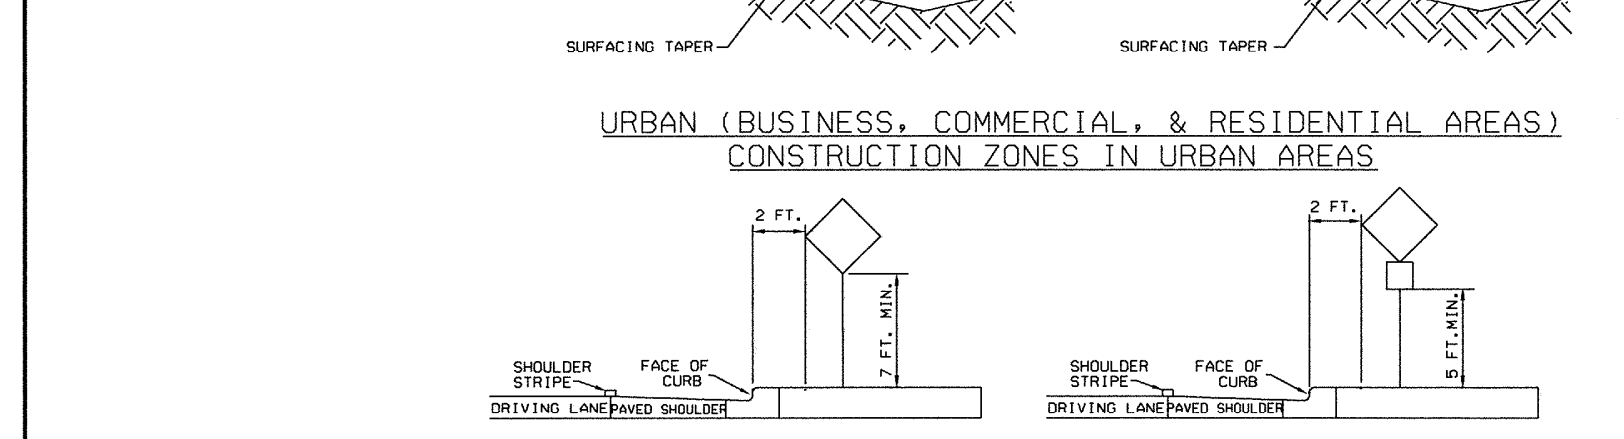 SURFACING TAPER
SURFACING TAPER
URBAN (BUSINESS, COMMERCIAL, & RESIDENTIAL AREAS)
CONSTRUCTION ZONES IN URBAN AREAS
2 FT.
7 FT. MIN.
SHOULDER
STRIPE
FACE OF
CURB
DRIVING LANE
PAVED SHOULDER
2 FT.
5 FT.MIN.
SHOULDER
STRIPE
FACE OF
CURB
DRIVING LANE
PAVED SHOULDER